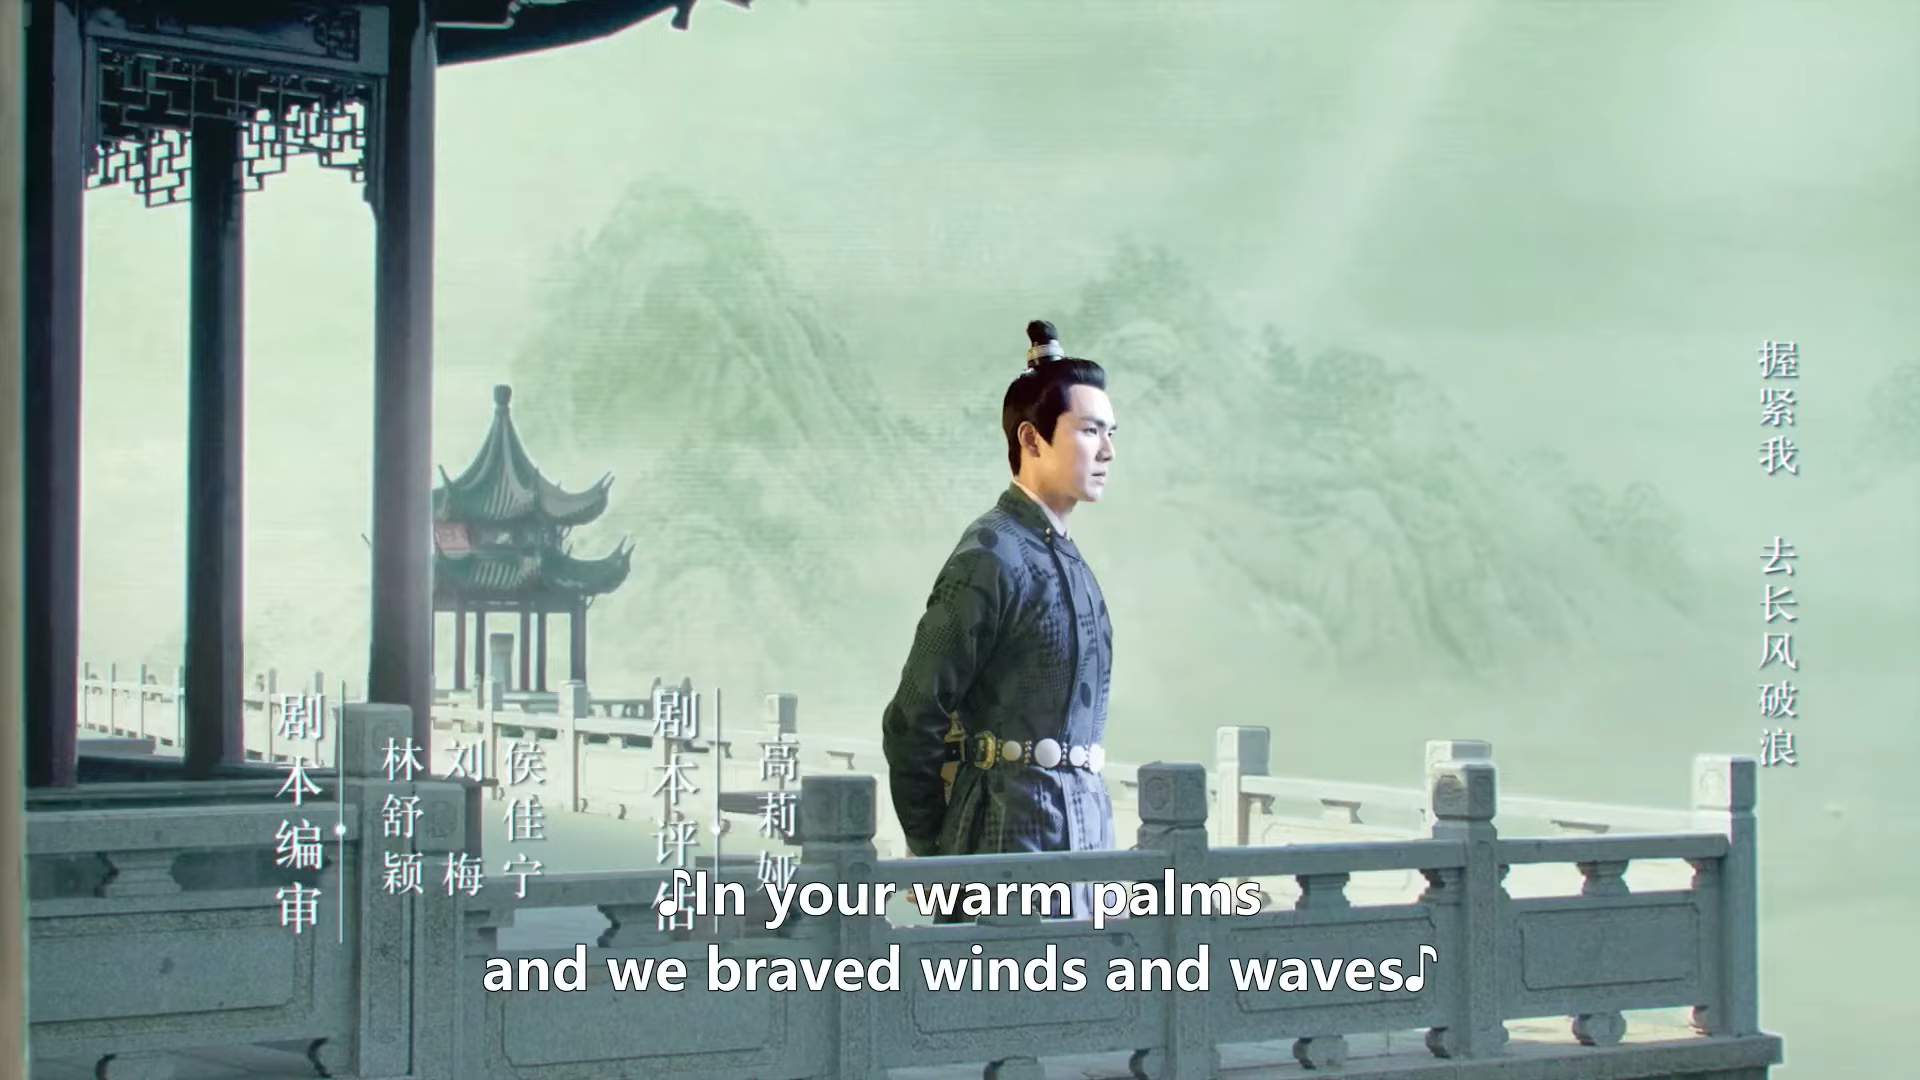 握紧我 去长风破浪
剧本编审
林舒颖
刘梅
侯佳宁
剧本评估
高莉娅
♪In your warm palms
and we braved winds and waves♪